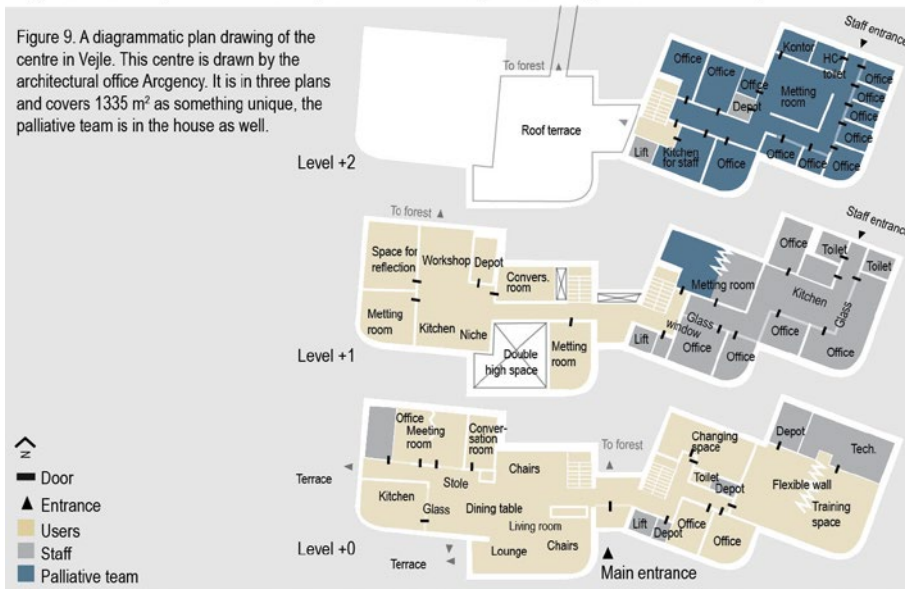 Figure 9. A diagrammatic plan drawing of the
centre in Vejle. This centre is drawn by the
architectural office Arcgency. It is in three plans
and covers 1335 m² as something unique, the
palliative team is in the house as well.
Level +2
To forest
Roof terrace
Staff entrance
Office
Office
Office
Depot
Kontor
HC-
toilet
Metting
room
Office
Office
Office
Office
Office
Office
Office
Office
Lift
Kitchen
for staff
Level +1
To forest
Space for
reflection
Workshop
Depot
Convers.
room
Metting
room
Kitchen
Niche
Double
high space
Metting
room
Staff entrance
Office
Toilet
Toilet
Metting room
Kitchen
Glass
Glass
window
Lift
Office
Office
Office
Office
Level +0
Office
Meeting
room
Conver-
sation
room
Chairs
To forest
Terrace
Stole
Kitchen
Glass
Dining table
Living room
Lounge
Chairs
Terrace
Changing
space
Toilet
Depot
Depot
Tech.
Flexible wall
Training
space
Lift
Depot
Office
Office
Main entrance
N
Door
Entrance
Users
Staff
Palliative team